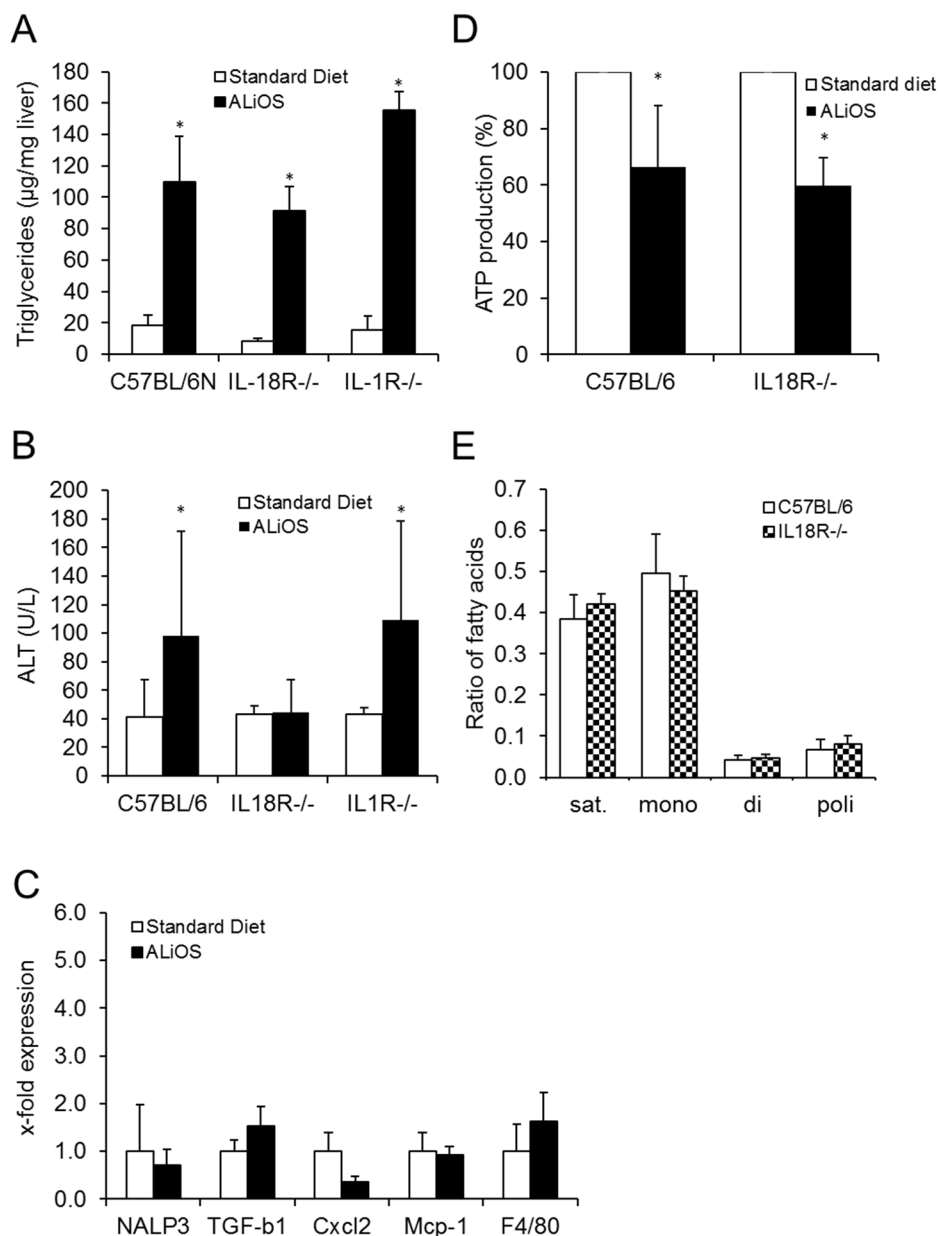 A
Triglycerides (µg/mg liver)
180
160
140
120
100
80
60
40
20
0
Standard Diet
ALiOS
*
*
*
C57BL/6N IL-18R-/- IL-1R-/-
B
ALT (U/L)
200
180
160
140
120
100
80
60
40
20
0
Standard Diet
ALiOS
*
*
C57BL/6 IL18R-/- IL1R-/-
C
x-fold expression
6.0
5.0
4.0
3.0
2.0
1.0
0.0
Standard Diet
ALiOS
NALP3 TGF-b1 Cxcl2 Mcp-1 F4/80
D
ATP production (%)
100
80
60
40
20
0
Standard diet
ALiOS
*
*
C57BL/6 IL18R-/-
E
Ratio of fatty acids
0.7
0.6
0.5
0.4
0.3
0.2
0.1
0.0
C57BL/6
IL18R-/-
sat. mono di poli